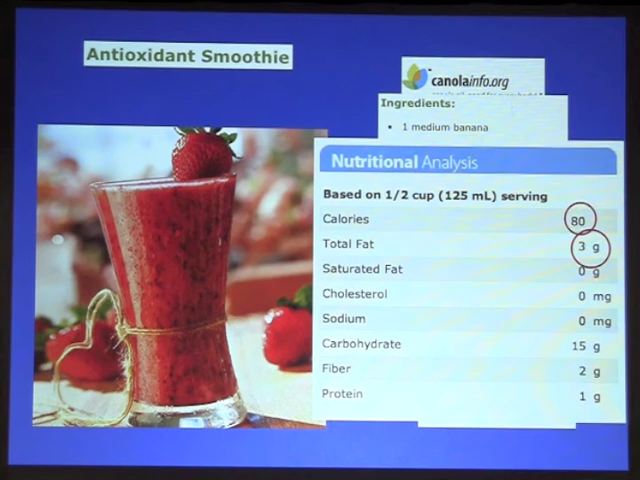 Antioxidant Smoothie
canolainfo.org
Ingredients:
• 1 medium banana
Nutritional Analysis
Based on 1/2 cup (125 mL) serving
Calories 80
Total Fat 3 g
Saturated Fat 0 g
Cholesterol 0 mg
Sodium 0 mg
Carbohydrate 15 g
Fiber 2 g
Protein 1 g